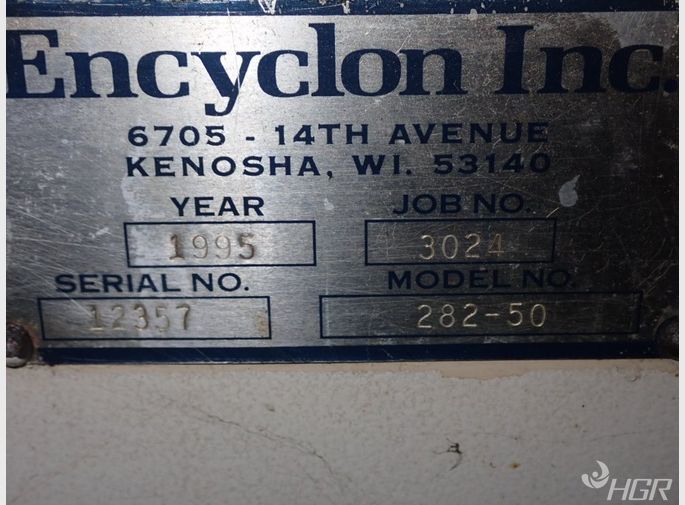 Encyclon Inc.
6705 - 14TH AVENUE
KENOSHA, WI. 53140
YEAR JOB NO.
1995 3024
SERIAL NO. MODEL NO.
12357 282-50
HGR